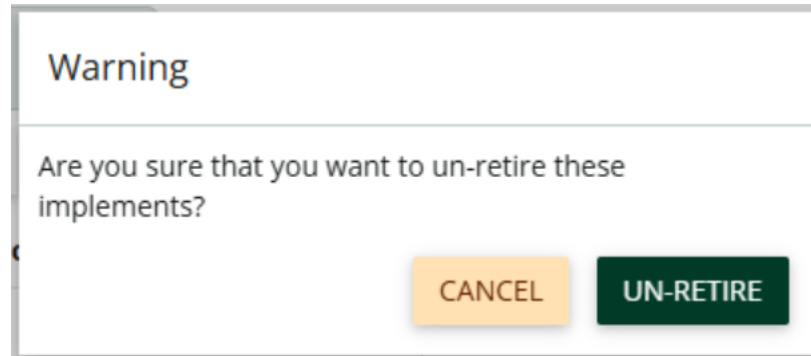 Warning
Are you sure that you want to un-retire these
implements?
CANCEL UN-RETIRE